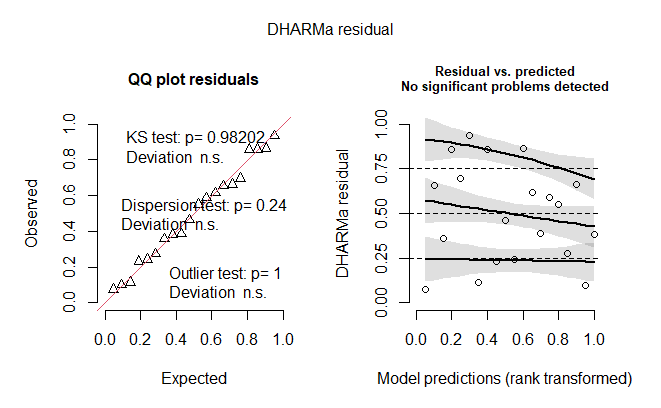 DHARMa residual
QQ plot residuals
KS test: p= 0.98202
Deviation n.s.
Dispersion test: p= 0.24
Deviation n.s.
Outlier test: p= 1
Deviation n.s.
Observed
0.0 0.2 0.4 0.6 0.8 1.0
0.0 0.2 0.4 0.6 0.8 1.0
Expected
Residual vs. predicted
No significant problems detected
DHARMa residual
0.00 0.25 0.50 0.75 1.00
0.0 0.2 0.4 0.6 0.8 1.0
Model predictions (rank transformed)